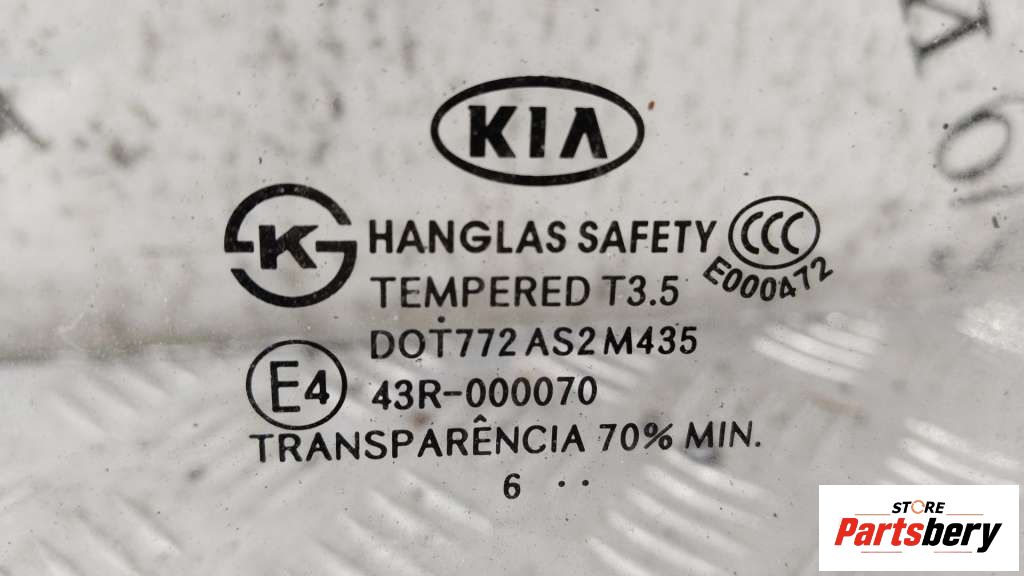 KIA
K
HANGLAS SAFETY
CCC
E000472
TEMPERED T3.5
DOT772 AS2 M435
E4
43R-000070
TRANSPARÊNCIA 70% MIN.
6 . .
STORE
Partsbery